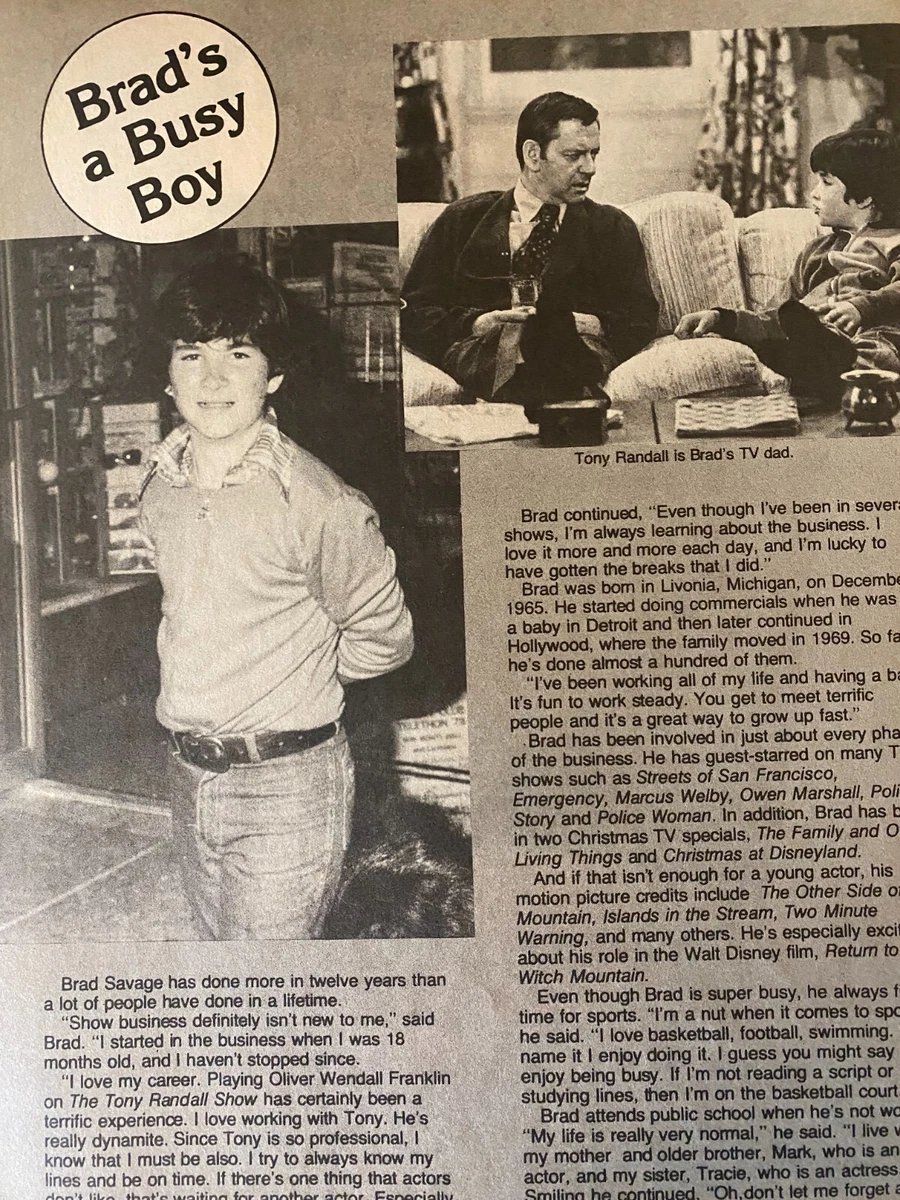 Brad's
a Busy
Boy
Tony Randall is Brad's TV dad.
TELETHON '78
Brad Savage has done more in twelve years than
a lot of people have done in a lifetime.
"Show business definitely isn't new to me," said
Brad. "I started in the business when I was 18
months old, and I haven't stopped since.
"I love my career. Playing Oliver Wendall Franklin
on The Tony Randall Show has certainly been a
terrific experience. I love working with Tony. He's
really dynamite. Since Tony is so professional, I
know that I must be also. I try to always know my
lines and be on time. If there's one thing that actors
don't like, that's waiting for another actor. Especially
Brad continued, "Even though I've been in
shows, I'm always learning about the business. I
love it more and more each day, and I'm lucky to
have gotten the breaks that I did."
Brad was born in Livonia, Michigan, on
1965. He started doing commercials when he was
a baby in Detroit and then later continued in
Hollywood, where the family moved in 1969. So
he's done almost a hundred of them.
"I've been working all of my life and having a
It's fun to work steady. You get to meet terrific
people and it's a great way to grow up fast."
Brad has been involved in just about every
of the business. He has guest-starred on many
shows such as Streets of San Francisco,
Emergency, Marcus Welby, Owen Marshall,
Story and Police Woman. In addition, Brad has
in two Christmas TV specials, The Family and
Living Things and Christmas at Disneyland.
And if that isn't enough for a young actor, his
motion picture credits include The Other Side
Mountain, Islands in the Stream, Two Minute
Warning, and many others. He's especially
about his role in the Walt Disney film, Return to
Witch Mountain.
Even though Brad is super busy, he always
time for sports. "I'm a nut when it comes to
he said. "I love basketball, football, swimming.
name it I enjoy doing it. I guess you might say
enjoy being busy. If I'm not reading a script or
studying lines, then I'm on the basketball court
Brad attends public school when he's not
"My life is really very normal," he said. "I live
my mother and older brother, Mark, who is an
actor, and my sister, Tracie, who is an actress
Smiling he continued, "Oh, don't let me forget